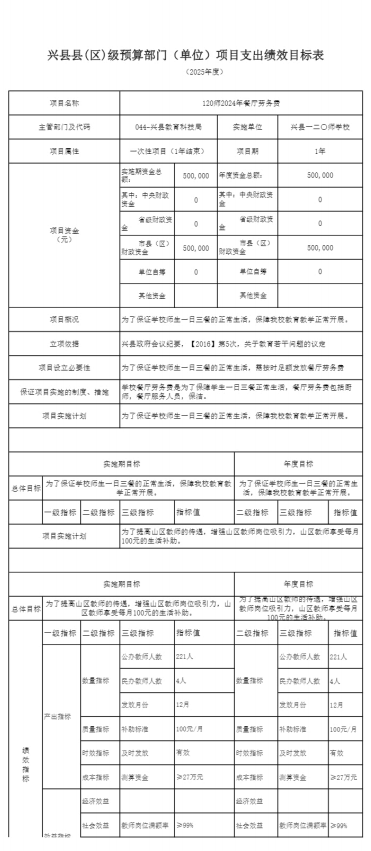 兴县县(区)级预算部门（单位）项目支出绩效目标表
（2025年度）
项目名称 120师2024年餐厅劳务费
主管部门及代码 044-兴县教育科技局 实施单位 兴县一二〇师学校
项目属性 一次性项目（1年结束） 项目期 1年
项目资金
（元）
实施期资金总额： 500,000 年度资金总额： 500,000
其中：中央财政资金 0 其中：中央财政资金 0
省级财政资金 0 省级财政资金 0
市县（区）财政资金 500,000 市县（区）财政资金 500,000
单位自筹 0 单位自筹 0
其他资金 其他资金
项目概况 为了保证学校师生一日三餐的正常生活，保障我校教育教学正常开展。
立项依据 兴县政府会议纪要，【2016】第5次，关于教育若干问题的议定
项目设立必要性 为了保证学校师生一日三餐的正常生活，需按时足额发放餐厅劳务费
保证项目实施的制度、措施 学校餐厅劳务费是为了保障学生一日三餐正常生活，餐厅劳务费包括厨师，餐厅服务人员，保洁。
项目实施计划 为了保证学校师生一日三餐的正常生活，保障我校教育教学正常开展。
实施期目标 年度目标
总体目标 为了保证学校师生一日三餐的正常生活，保障我校教育教学正常开展。 为了保证学校师生一日三餐的正常生活，保障我校教育教学正常开展。
一级指标 二级指标 三级指标 指标值 二级指标 三级指标 指标值
项目实施计划 为了提高山区教师的待遇，增强山区教师岗位吸引力，山区教师享受每月100元的生活补助。
实施期目标 年度目标
总体目标 为了提高山区教师的待遇，增强山区教师岗位吸引力，山区教师享受每月100元的生活补助。 为了提高山区教师的待遇，增强山区教师岗位吸引力，山区教师享受每月100元的生活补助。
一级指标 二级指标 三级指标 指标值 二级指标 三级指标 指标值
绩效指标
产出指标
数量指标 公办教师人数 221人 数量指标 公办教师人数 221人
民办教师人数 4人 民办教师人数 4人
发放月份 12月 发放月份 12月
质量指标 补助标准 100元/月 质量指标 补助标准 100元/月
时效指标 及时发放 有效 时效指标 及时发放 有效
成本指标 测算资金 ≥27万元 成本指标 测算资金 ≥27万元
经济效益 经济效益
社会效益 教师岗位满额率 ≥99% 社会效益 教师岗位满额率 ≥99%
效益指标